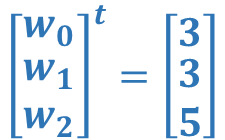 [w₀ w₁ w₂]ᵗ = [3 3 5]